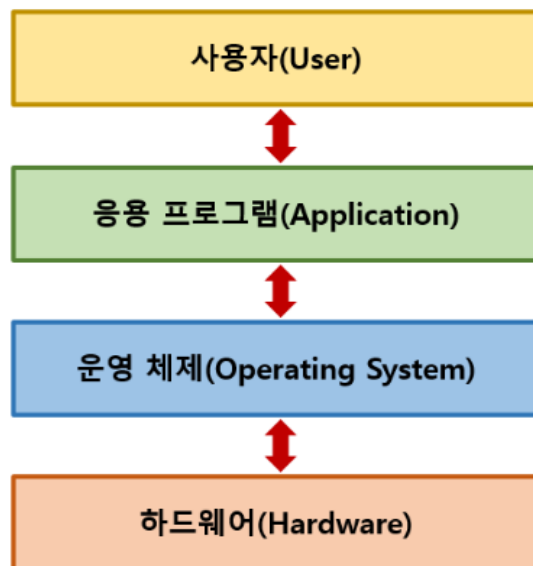 사용자(User)
응용 프로그램(Application)
운영 체제(Operating System)
하드웨어(Hardware)